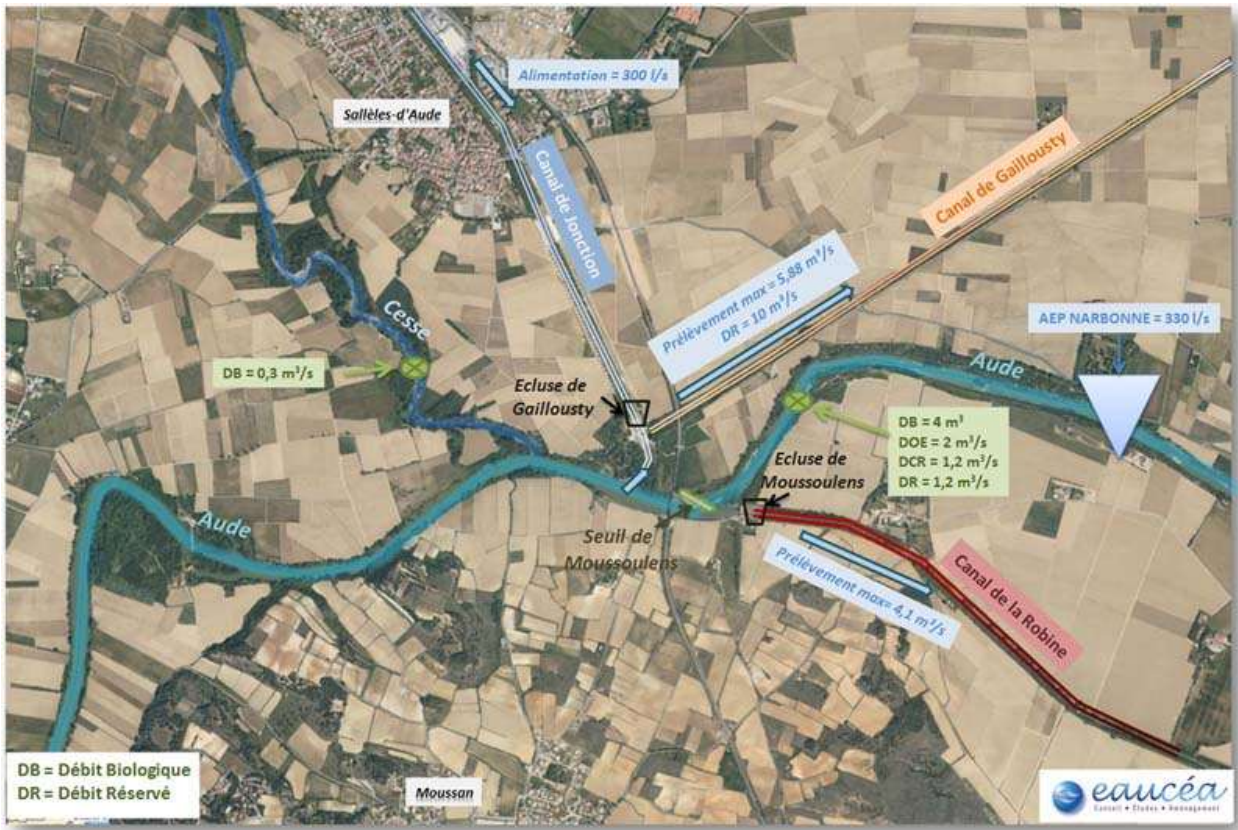 Alimentation = 300 l/s
Sallèles-d'Aude
Canal de Jonction
Canal de Gaillousty
Prélèvement max = 5,88 m³/s
DR = 10 m³/s
AEP NARBONNE = 330 l/s
Cesse
DB = 0,3 m³/s
Aude
Ecluse de
Gaillousty
DB = 4 m³
DOE = 2 m³/s
DCR = 1,2 m³/s
DR = 1,2 m³/s
Ecluse de
Moussoulens
Aude
Seuil de
Moussoulens
Prélèvement max= 4,1 m³/s
Canal de la Robine
DB = Débit Biologique
DR = Débit Réservé
Moussan
eaucéa
Conseil • Études • Aménagement